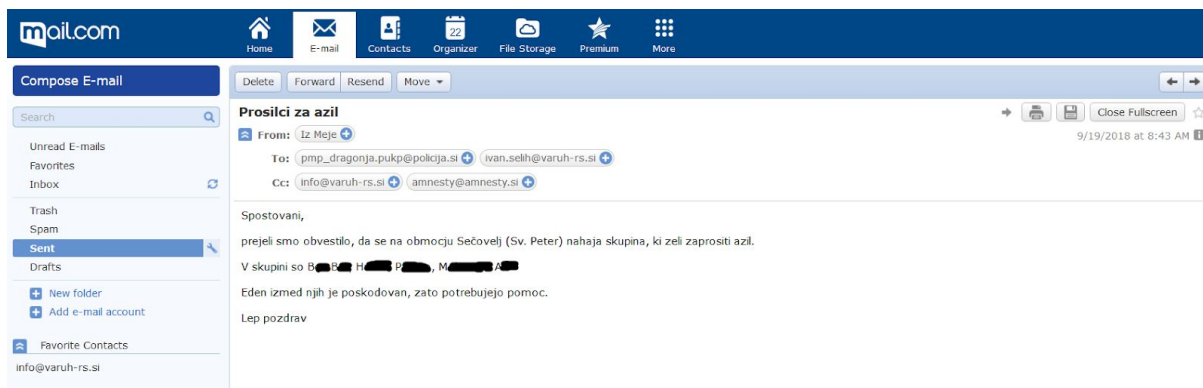 mail.com
Home E-mail Contacts 22 Organizer File Storage Premium More
Compose E-mail
Delete Forward Resend Move
Search
Prosilci za azil
Close Fullscreen
From: Iz Meje
9/19/2018 at 8:43 AM
To: pmp_dragonja.pukp@policija.si ivan.selih@varuh-rs.si
Cc: info@varuh-rs.si amnesty@amnesty.si
Unread E-mails
Favorites
Inbox
Trash
Spam
Sent
Drafts
New folder
Add e-mail account
Favorite Contacts
info@varuh-rs.si
Spostovani,
prejeli smo obvestilo, da se na obmocju Sečovelj (Sv. Peter) nahaja skupina, ki zeli zaprositi azil.
V skupini so B B H P , M A
Eden izmed njih je poskodovan, zato potrebujejo pomoc.
Lep pozdrav